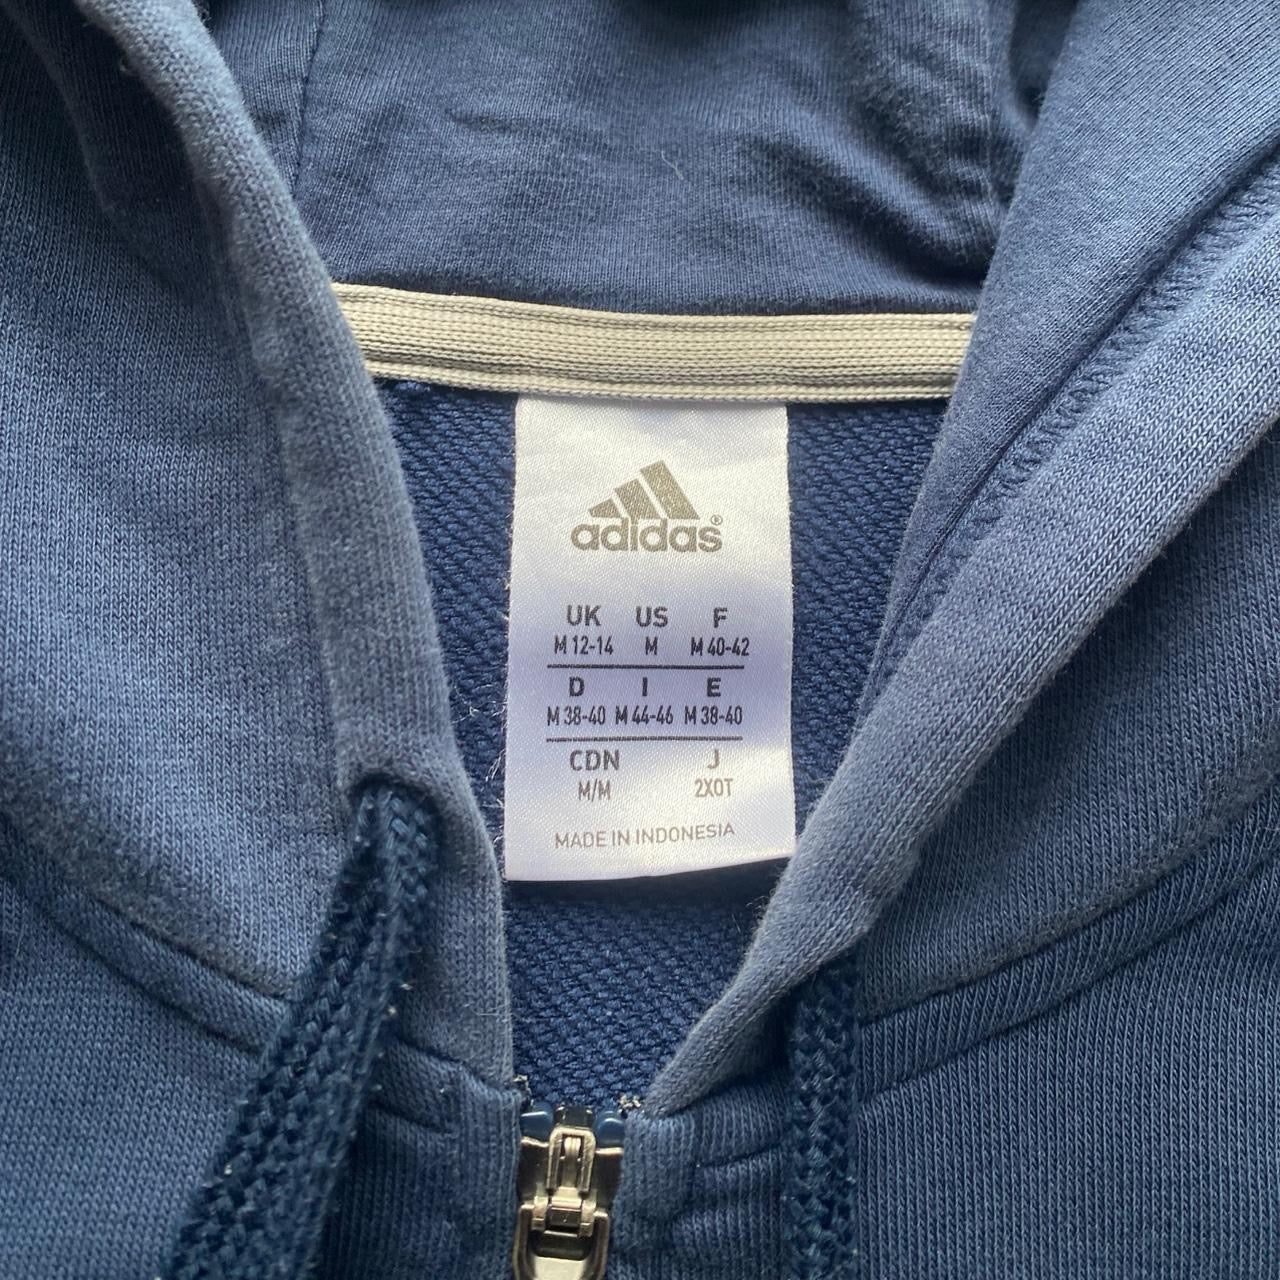 adidas®
UK US F
M 12-14 M M 40-42
D I E
M 38-40 M 44-46 M 38-40
CDN J
M/M 2XOT
MADE IN INDONESIA